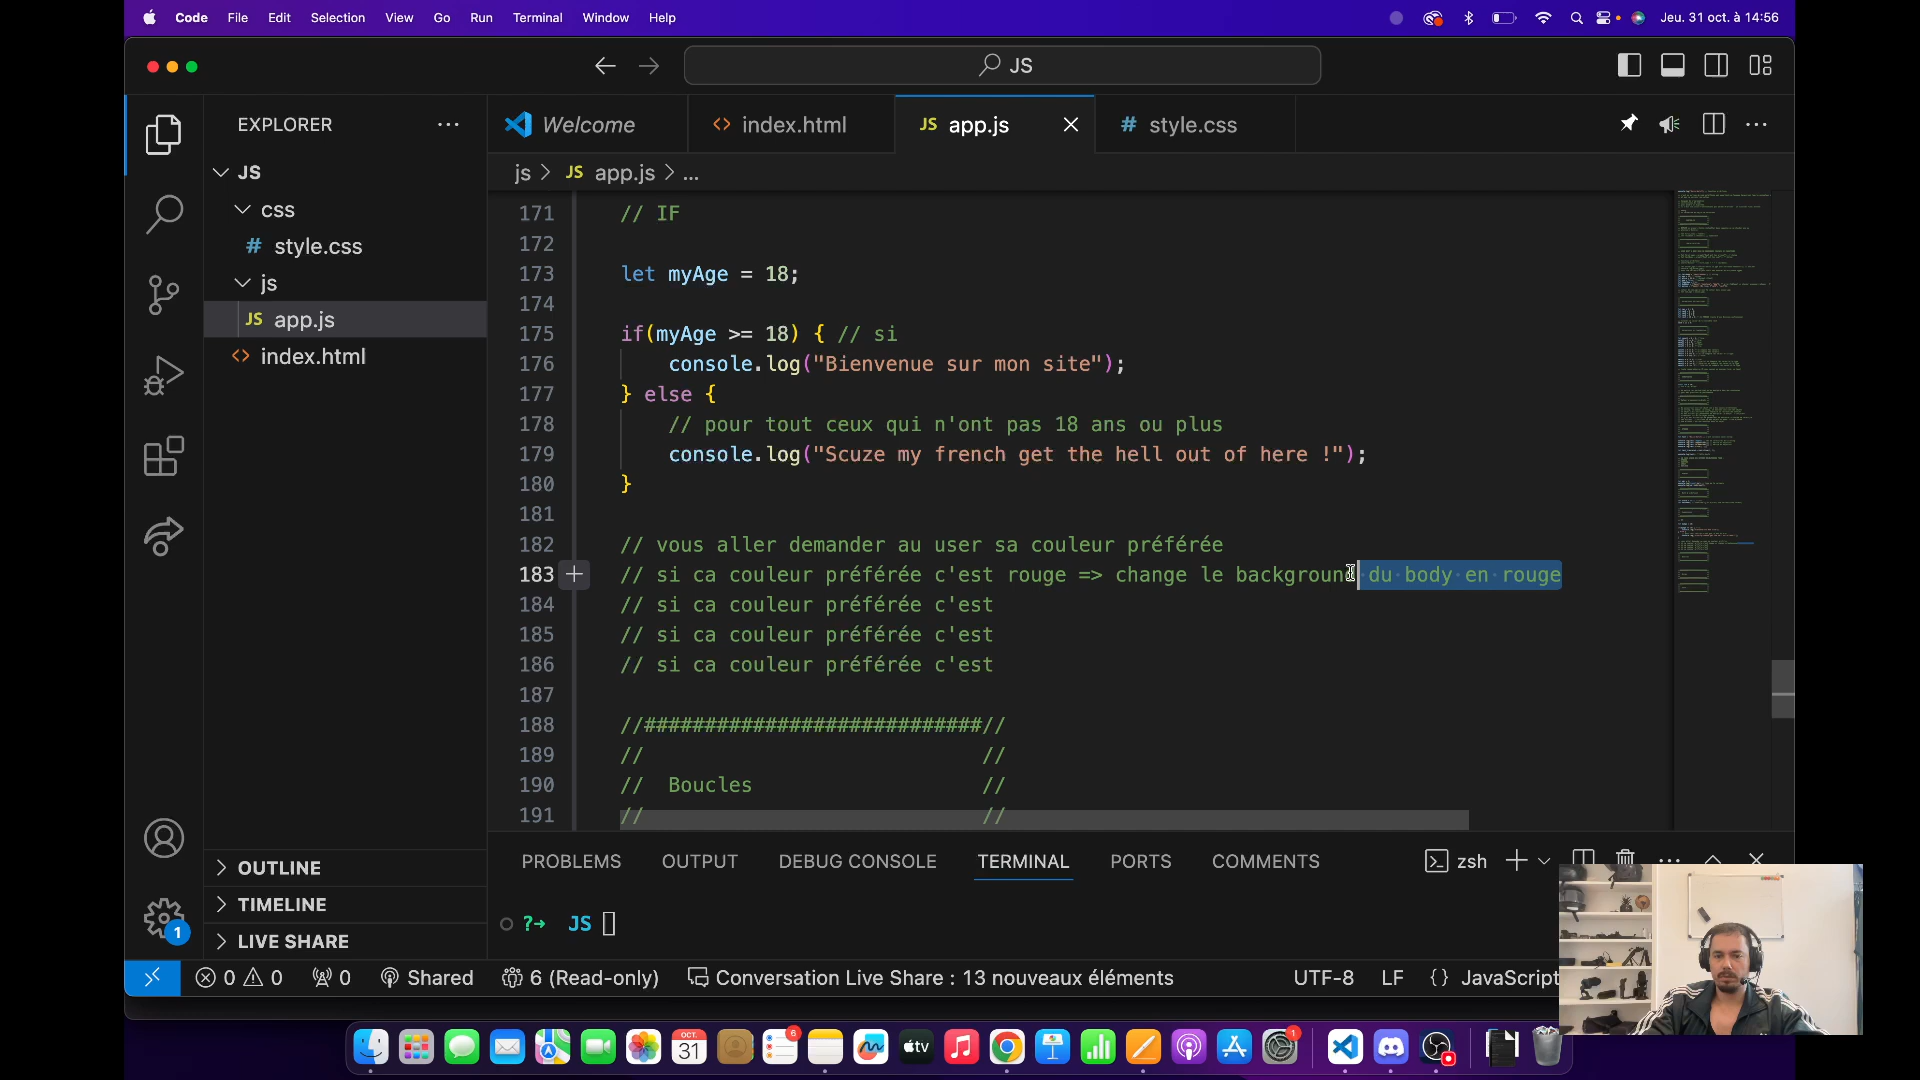 Code File Edit Selection View Go Run Terminal Window Help
Jeu. 31 oct. à 14:56
JS
EXPLORER
JS
css
# style.css
js
JS app.js
<> index.html
OUTLINE
TIMELINE
LIVE SHARE
Welcome
<> index.html
JS app.js
# style.css
js > JS app.js > ...
171 // IF
172
173 let myAge = 18;
174
175 if(myAge >= 18) { // si
176 console.log("Bienvenue sur mon site");
177 } else {
178 // pour tout ceux qui n'ont pas 18 ans ou plus
179 console.log("Scuze my french get the hell out of here !");
180 }
181
182 // vous aller demander au user sa couleur préférée
183 // si ca couleur préférée c'est rouge => change le background du body en rouge
184 // si ca couleur préférée c'est
185 // si ca couleur préférée c'est
186 // si ca couleur préférée c'est
187
188 //############################//
189 // //
190 // Boucles //
191 // //
PROBLEMS OUTPUT DEBUG CONSOLE TERMINAL PORTS COMMENTS
zsh
?→ JS
1
0 0 0 Shared 6 (Read-only) Conversation Live Share : 13 nouveaux éléments
UTF-8 LF {} JavaScript
OCT.
31
6
tv
1